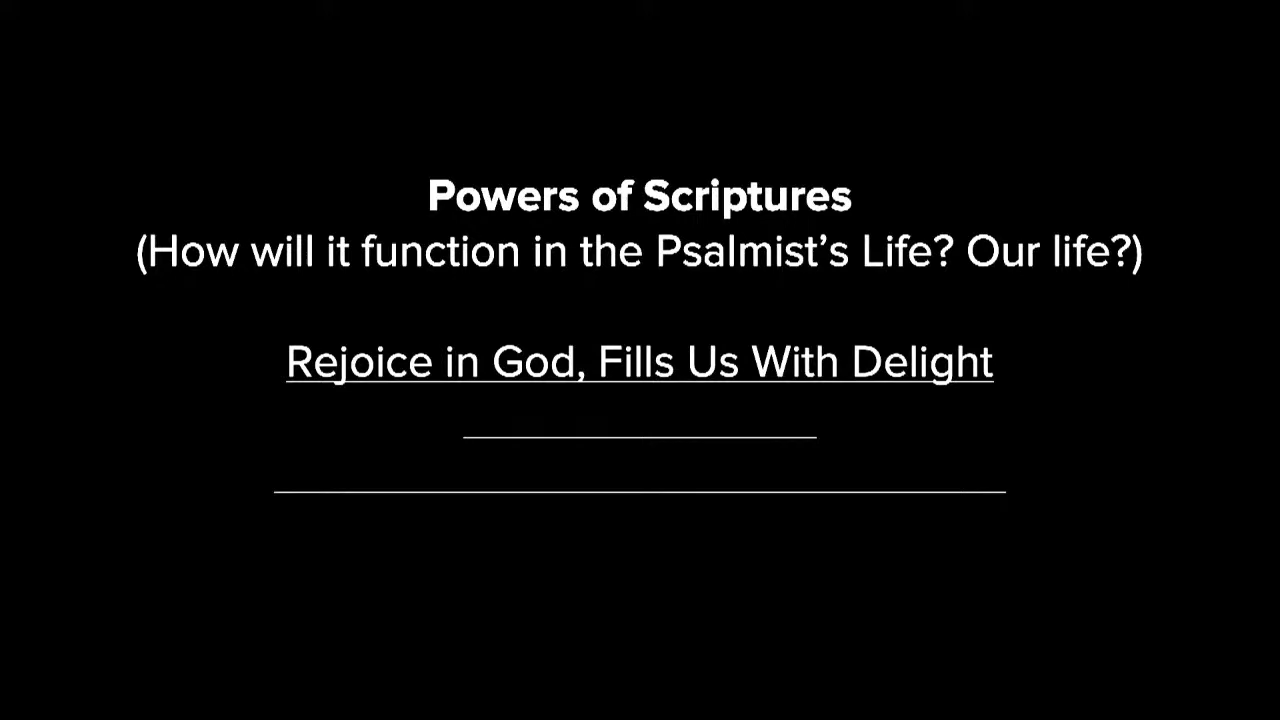 Powers of Scriptures
(How will it function in the Psalmist’s Life? Our life?)
Rejoice in God, Fills Us With Delight